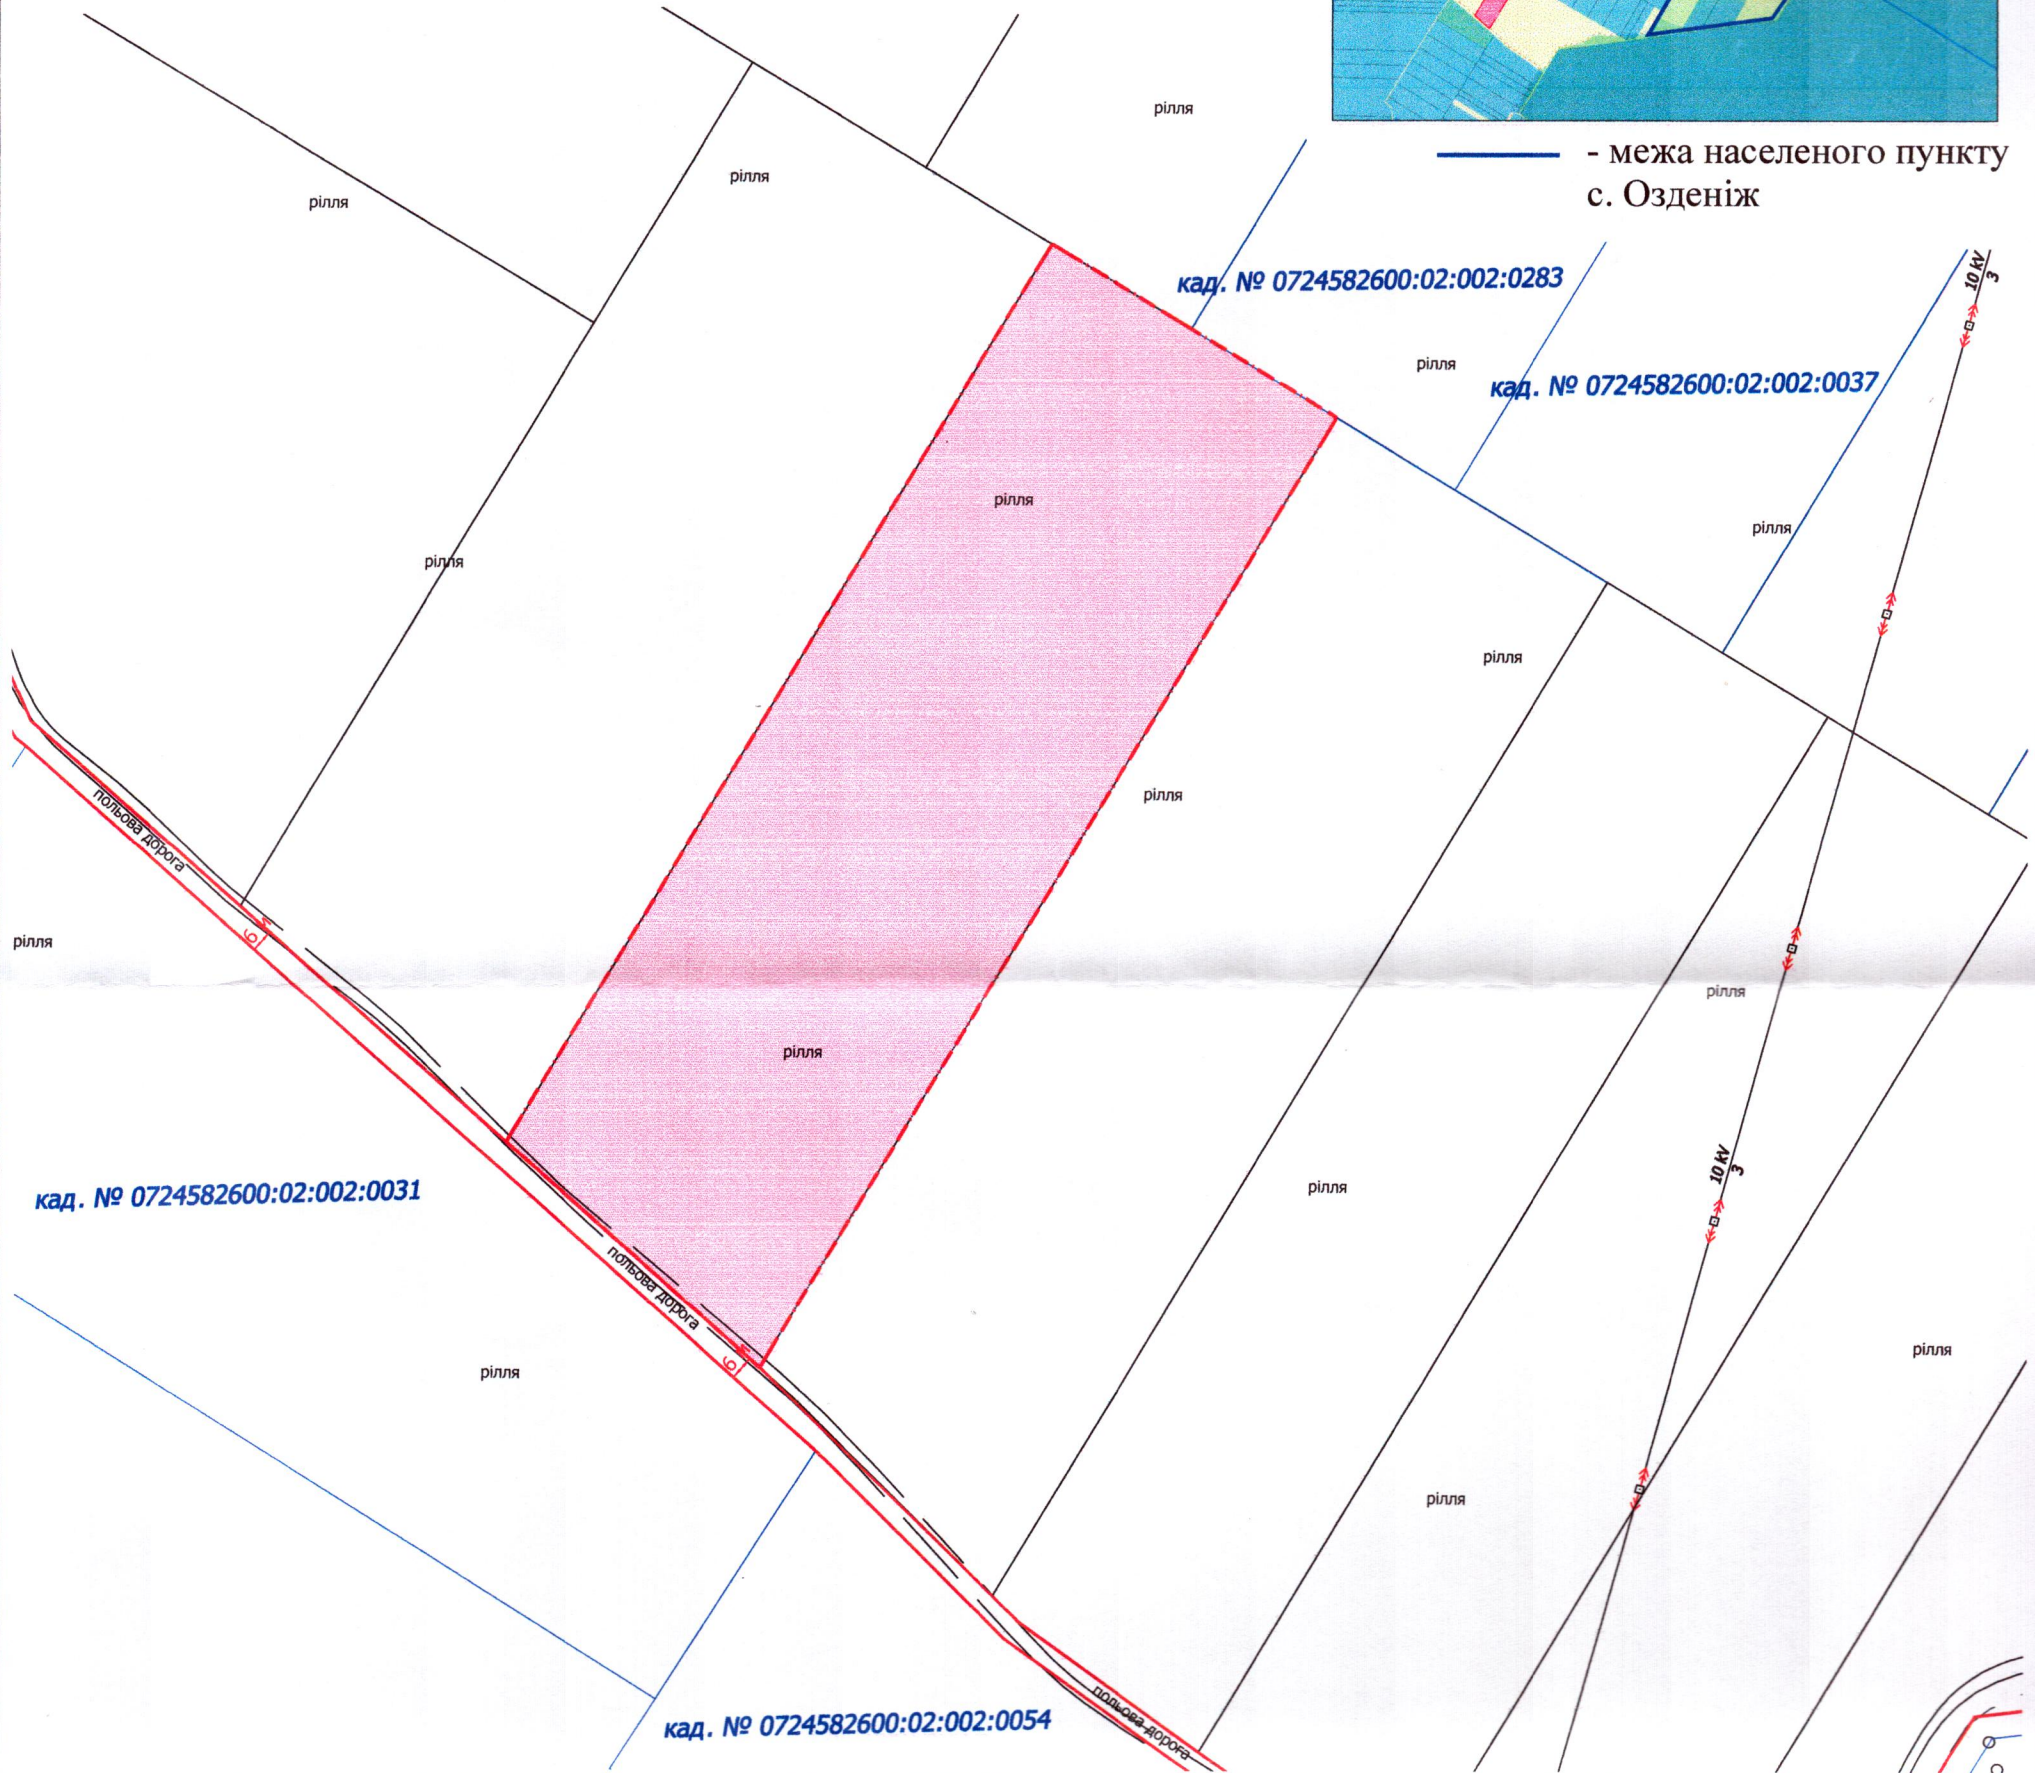 рілля
- межа населеного пункту
с. Озденіж
рілля
рілля
10 kV
3
кад. № 0724582600:02:002:0283
рілля
кад. № 0724582600:02:002:0037
рілля
рілля
рілля
рілля
рілля
польова дорога
6
рілля
рілля
рілля
10 kV
3
кад. № 0724582600:02:002:0031
рілля
польова дорога
6
рілля
рілля
рілля
кад. № 0724582600:02:002:0054
польова дорога